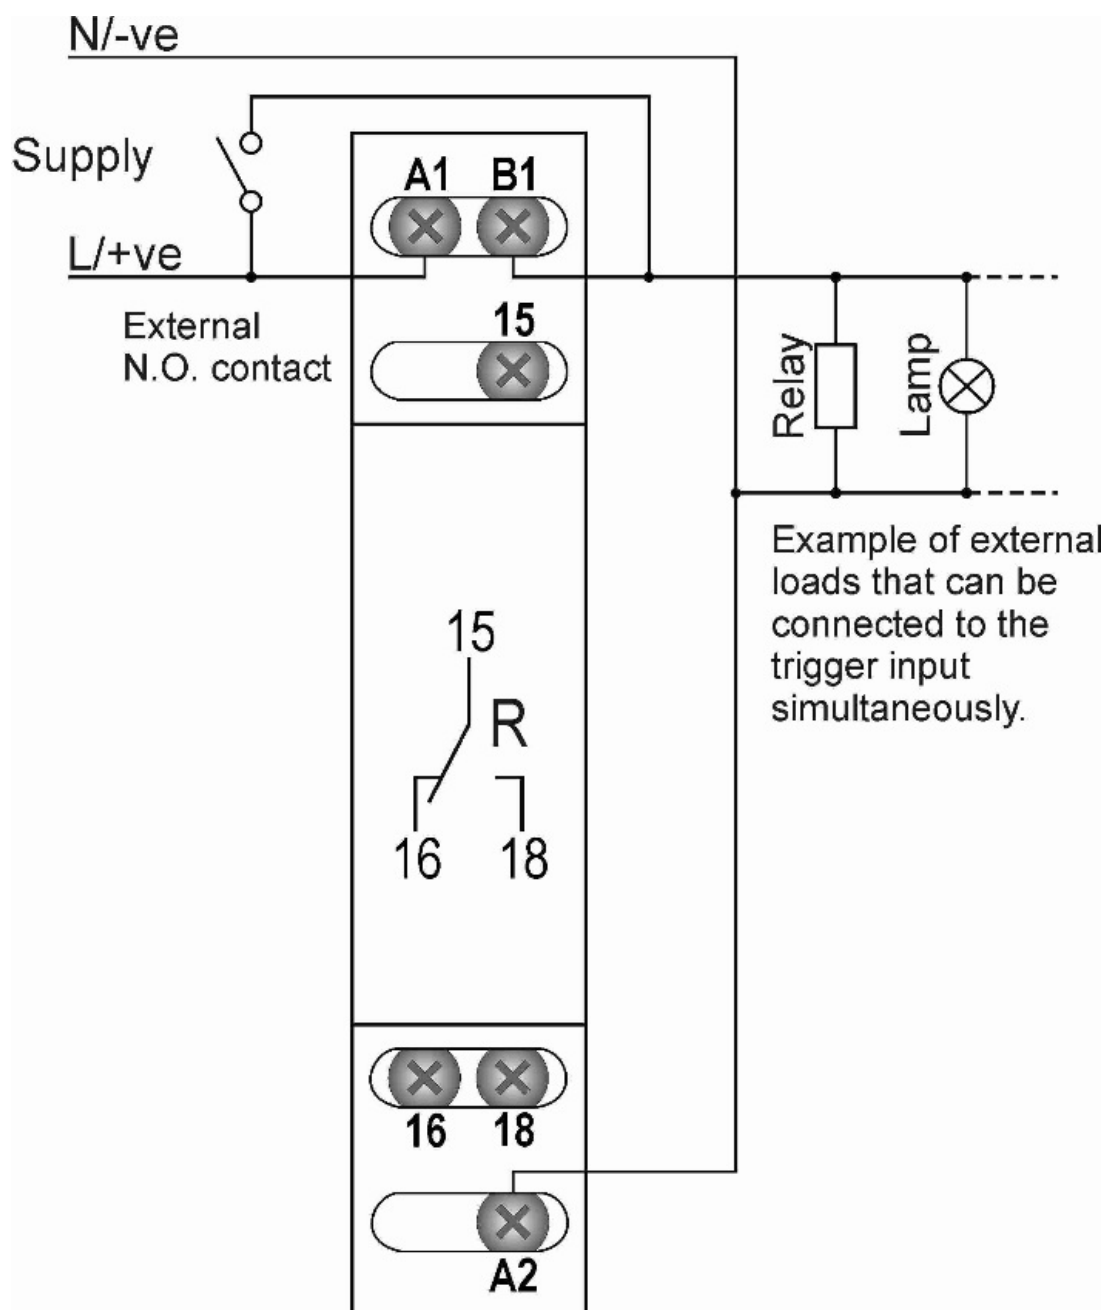 N/-ve
Supply
A1 B1
L/+ve
External
N.O. contact
15
Relay
Lamp
Example of external
loads that can be
connected to the
trigger input
simultaneously.
15
R
16 18
16 18
A2